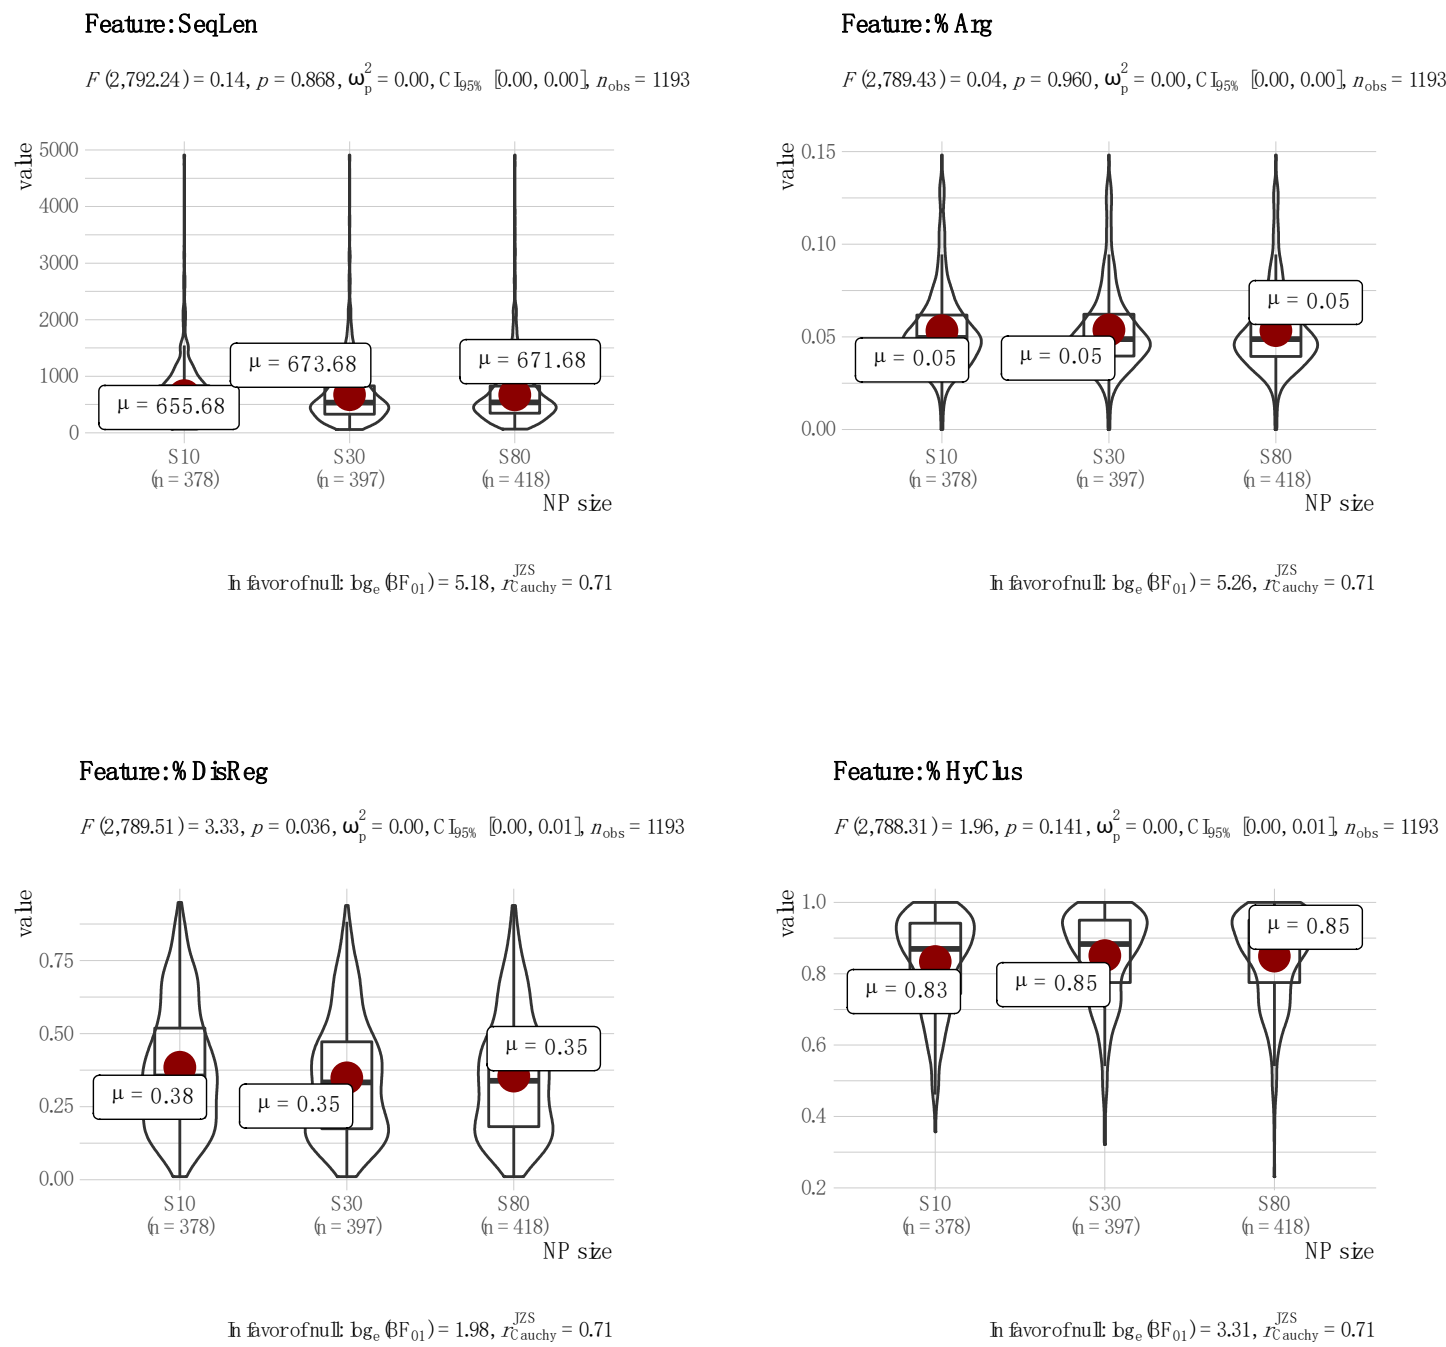 Feature: SeqLen
F (2,792.24) = 0.14, p = 0.868, ω²ₚ = 0.00, CI95% [0.00, 0.00], nobs = 1193
value
5000
4000
3000
2000
1000
0
μ = 655.68
μ = 673.68
μ = 671.68
S10 S30 S80
(n = 378) (n = 397) (n = 418)
NP size
In favor of null: loge (BF01) = 5.18, rJZS Cauchy = 0.71
Feature: % Arg
F (2,789.43) = 0.04, p = 0.960, ω²ₚ = 0.00, CI95% [0.00, 0.00], nobs = 1193
value
0.15
0.10
0.05
0.00
μ = 0.05
μ = 0.05
μ = 0.05
S10 S30 S80
(n = 378) (n = 397) (n = 418)
NP size
In favor of null: loge (BF01) = 5.26, rJZS Cauchy = 0.71
Feature: % DisReg
F (2,789.51) = 3.33, p = 0.036, ω²ₚ = 0.00, CI95% [0.00, 0.01], nobs = 1193
value
0.75
0.50
0.25
0.00
μ = 0.38
μ = 0.35
μ = 0.35
S10 S30 S80
(n = 378) (n = 397) (n = 418)
NP size
In favor of null: loge (BF01) = 1.98, rJZS Cauchy = 0.71
Feature: % HyClus
F (2,788.31) = 1.96, p = 0.141, ω²ₚ = 0.00, CI95% [0.00, 0.01], nobs = 1193
value
1.0
0.8
0.6
0.4
0.2
μ = 0.83
μ = 0.85
μ = 0.85
S10 S30 S80
(n = 378) (n = 397) (n = 418)
NP size
In favor of null: loge (BF01) = 3.31, rJZS Cauchy = 0.71